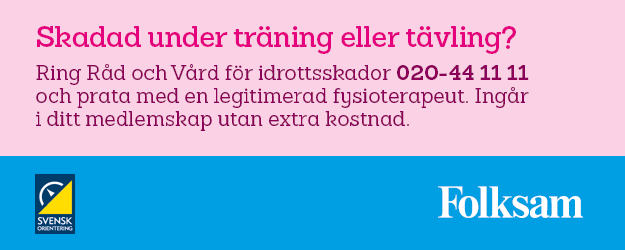 Skadad under träning eller tävling?
Ring Råd och Vård för idrottsskador 020-44 11 11
och prata med en legitimerad fysioterapeut. Ingår
i ditt medlemskap utan extra kostnad.
SVENSK
ORIENTERING
Folksam